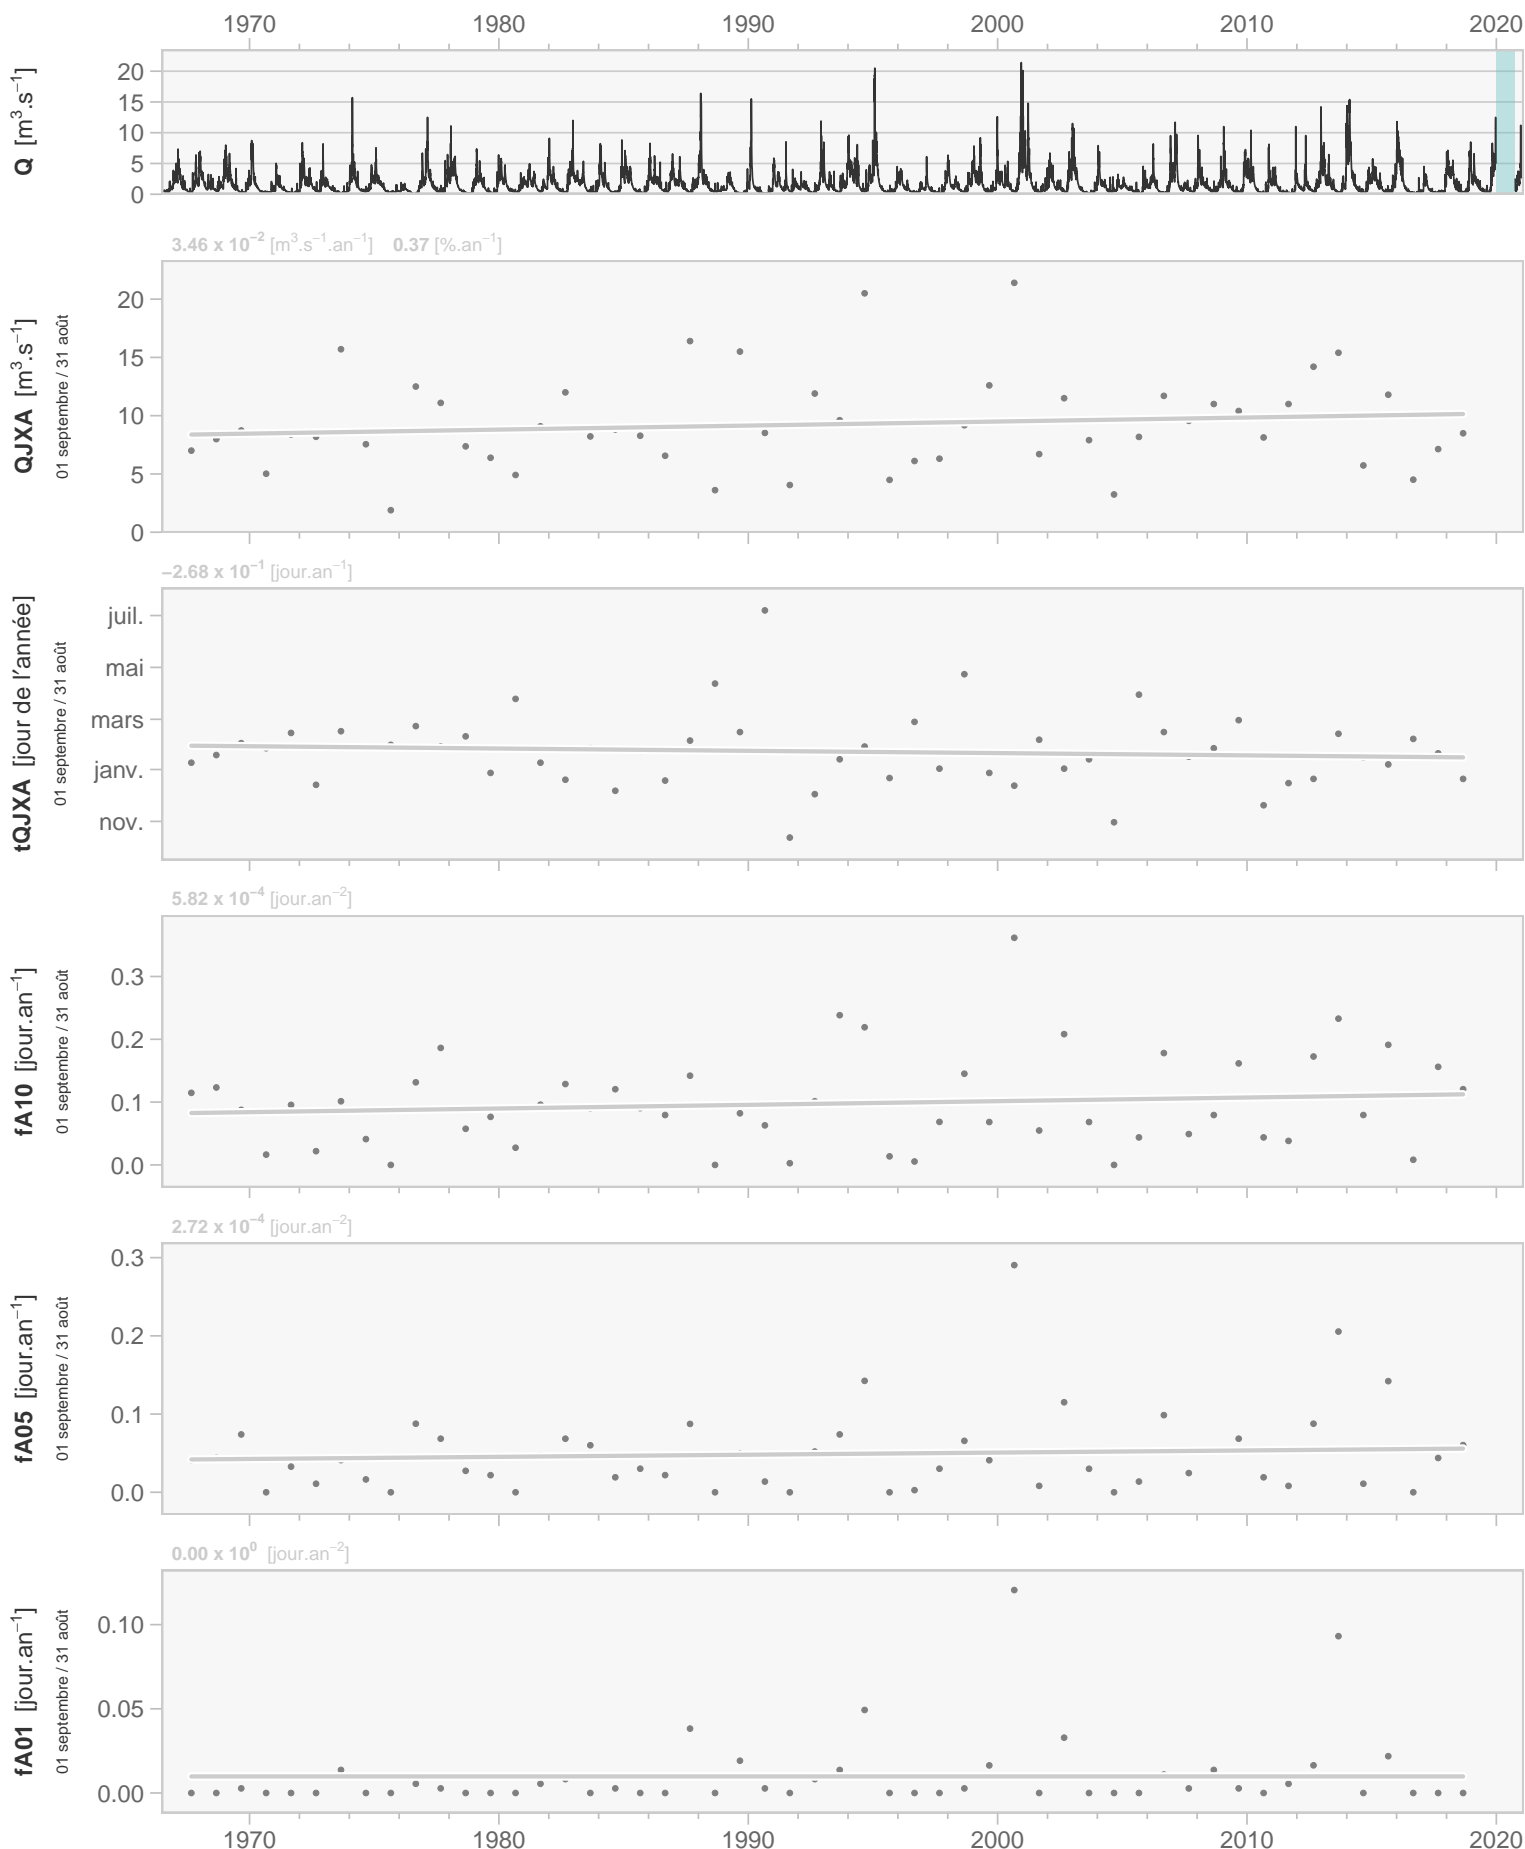 1970 1980 1990 2000 2010 2020
Q [m³.s⁻¹]
20
15
10
5
0
3.46 x 10⁻² [m³.s⁻¹.an⁻¹] 0.37 [%.an⁻¹]
QJXA [m³.s⁻¹]
01 septembre / 31 août
20
15
10
5
0
−2.68 x 10⁻¹ [jour.an⁻¹]
tQJXA [jour de l'année]
01 septembre / 31 août
juil.
mai
mars
janv.
nov.
5.82 x 10⁻⁴ [jour.an⁻²]
fA10 [jour.an⁻¹]
01 septembre / 31 août
0.3
0.2
0.1
0.0
2.72 x 10⁻⁴ [jour.an⁻²]
fA05 [jour.an⁻¹]
01 septembre / 31 août
0.3
0.2
0.1
0.0
0.00 x 10⁰ [jour.an⁻²]
fA01 [jour.an⁻¹]
01 septembre / 31 août
0.10
0.05
0.00
1970 1980 1990 2000 2010 2020